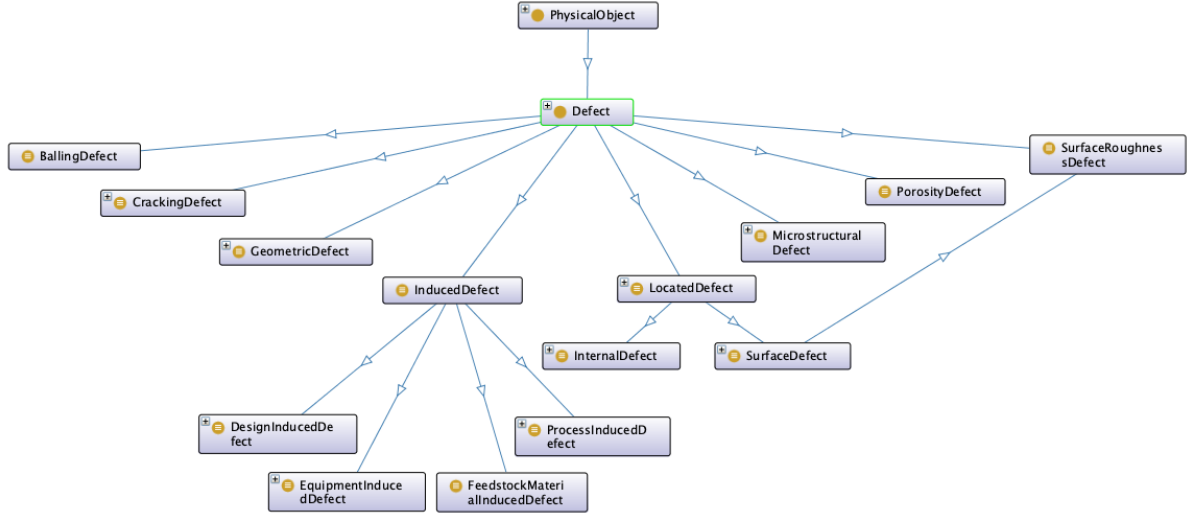 PhysicalObject
Defect
BallingDefect
SurfaceRoughnes
sDefect
CrackingDefect
PorosityDefect
GeometricDefect
Microstructural
Defect
InducedDefect
LocatedDefect
InternalDefect
SurfaceDefect
DesignInducedDe
fect
ProcessInducedD
efect
EquipmentInduce
dDefect
FeedstockMateri
alInducedDefect